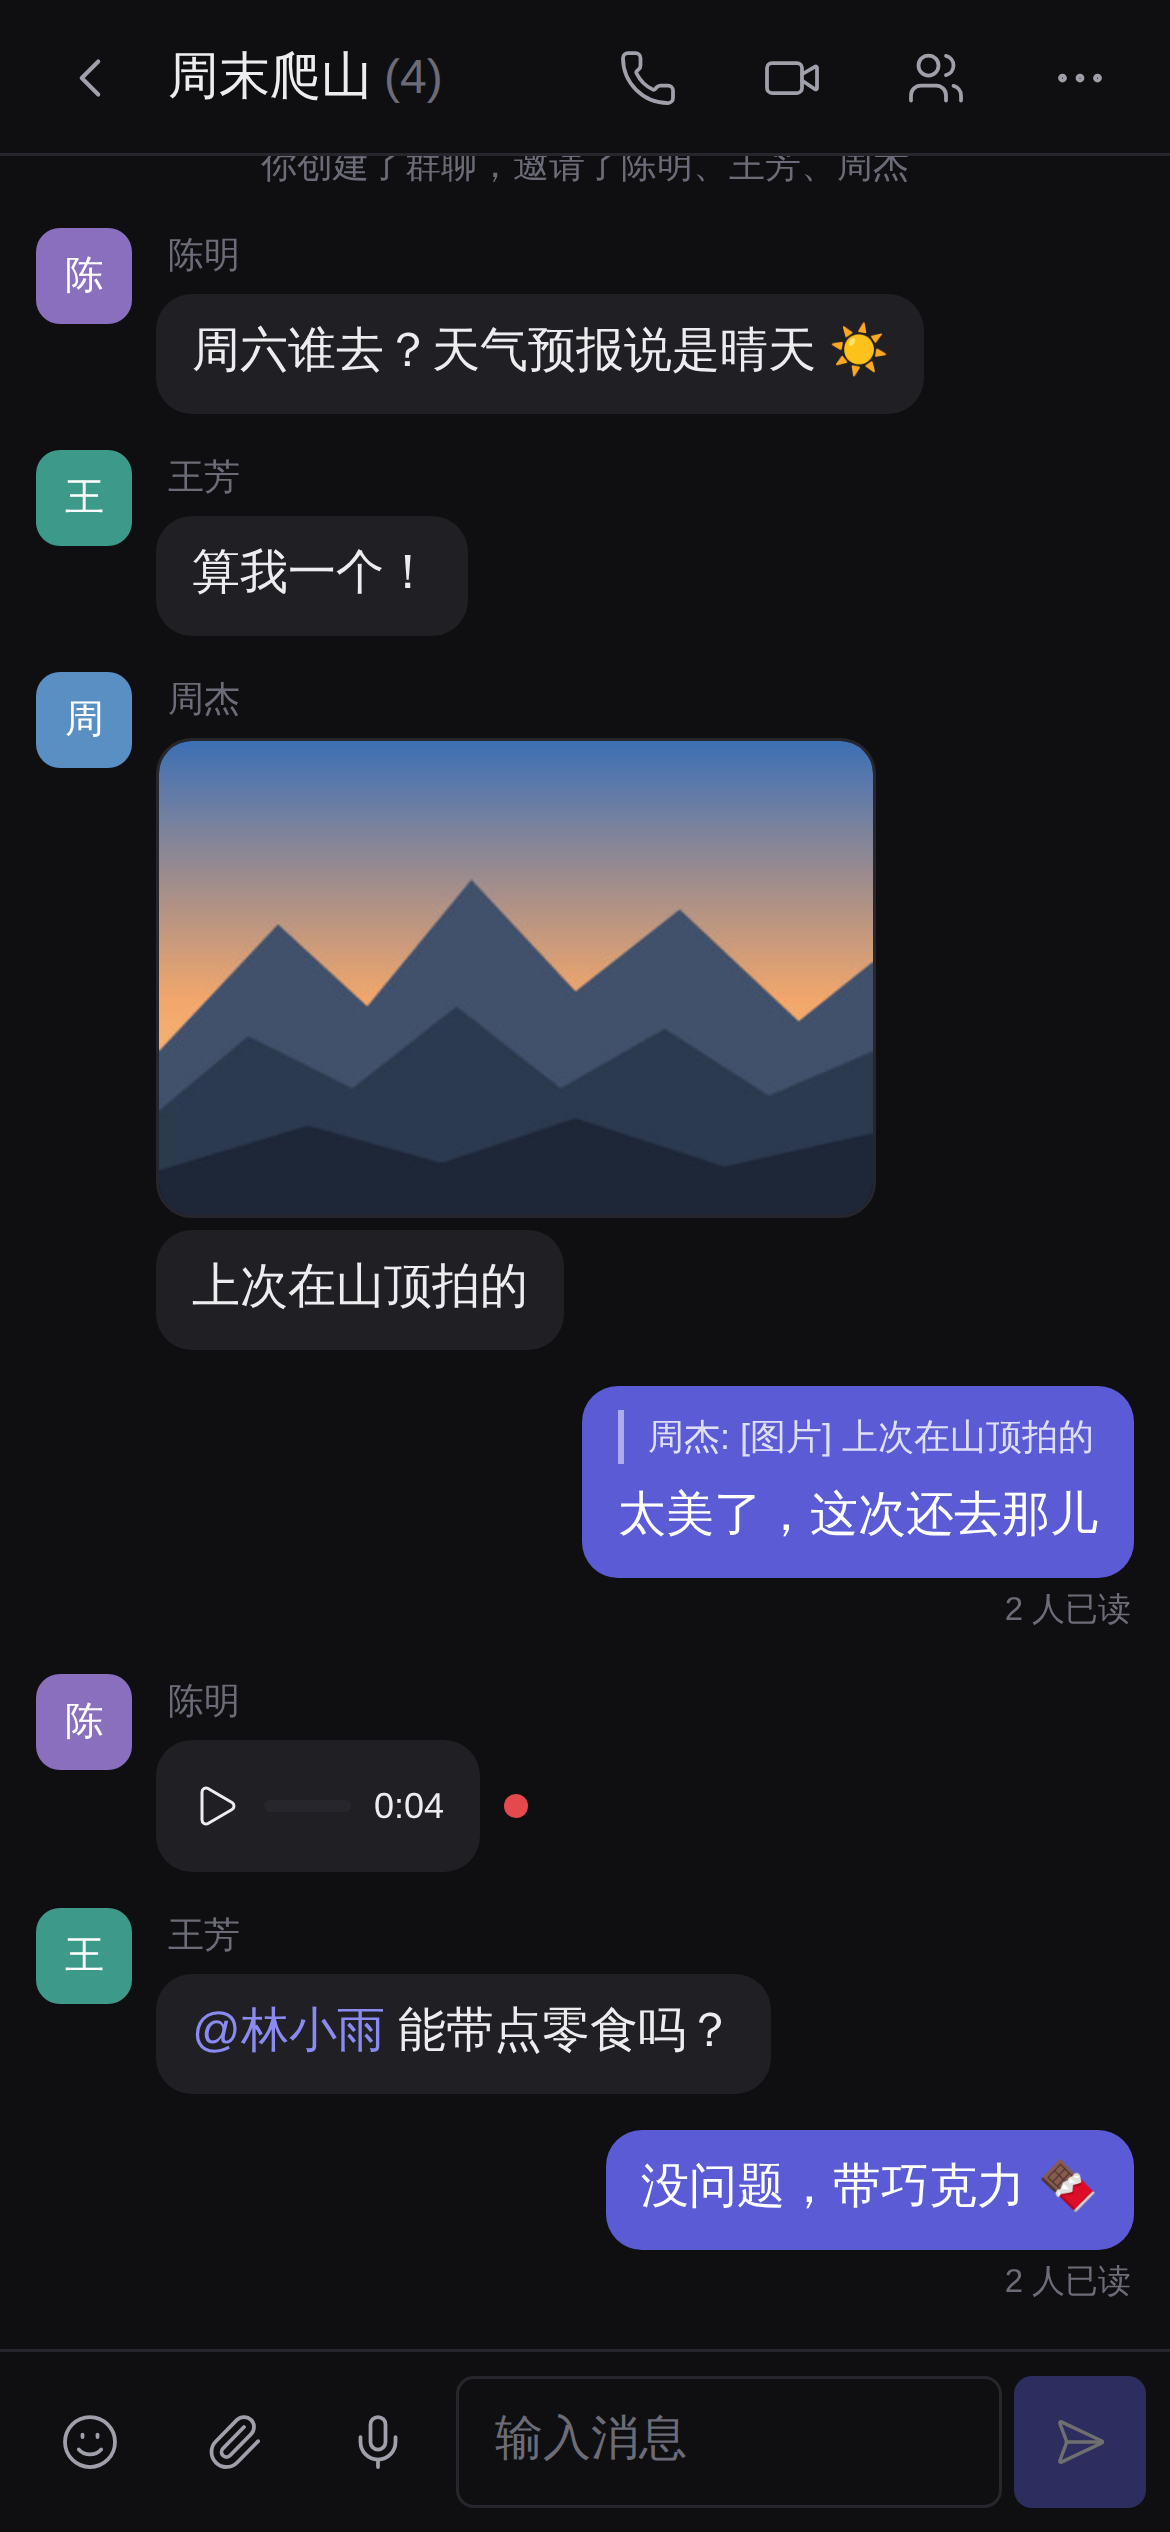 周末爬山 (4)
你创建了群聊，邀请了陈明、王芳、周杰
陈
陈明
周六谁去？天气预报说是晴天 ☀️
王
王芳
算我一个！
周
周杰
上次在山顶拍的
周杰: [图片] 上次在山顶拍的
太美了，这次还去那儿
2 人已读
陈
陈明
0:04
王
王芳
@林小雨 能带点零食吗？
没问题，带巧克力 🍫
2 人已读
输入消息